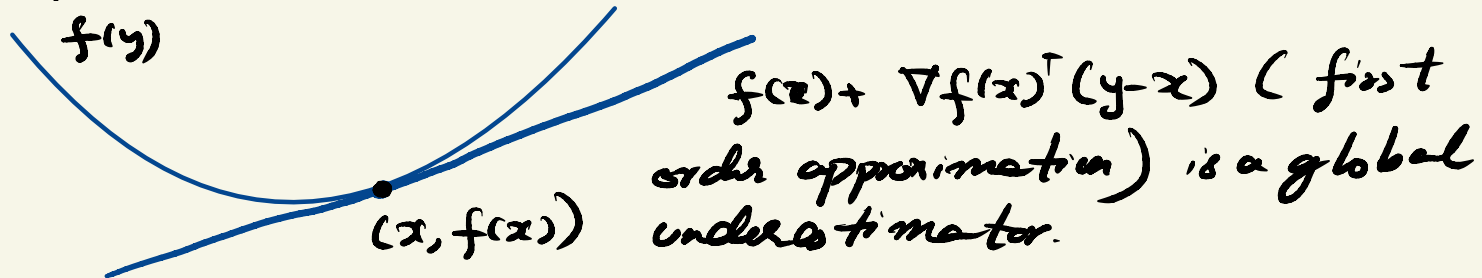 f(y)
f(x) + ∇f(x)ᵀ (y-x) ( first
order approximation) is a global
(x, f(x))
underestimator.